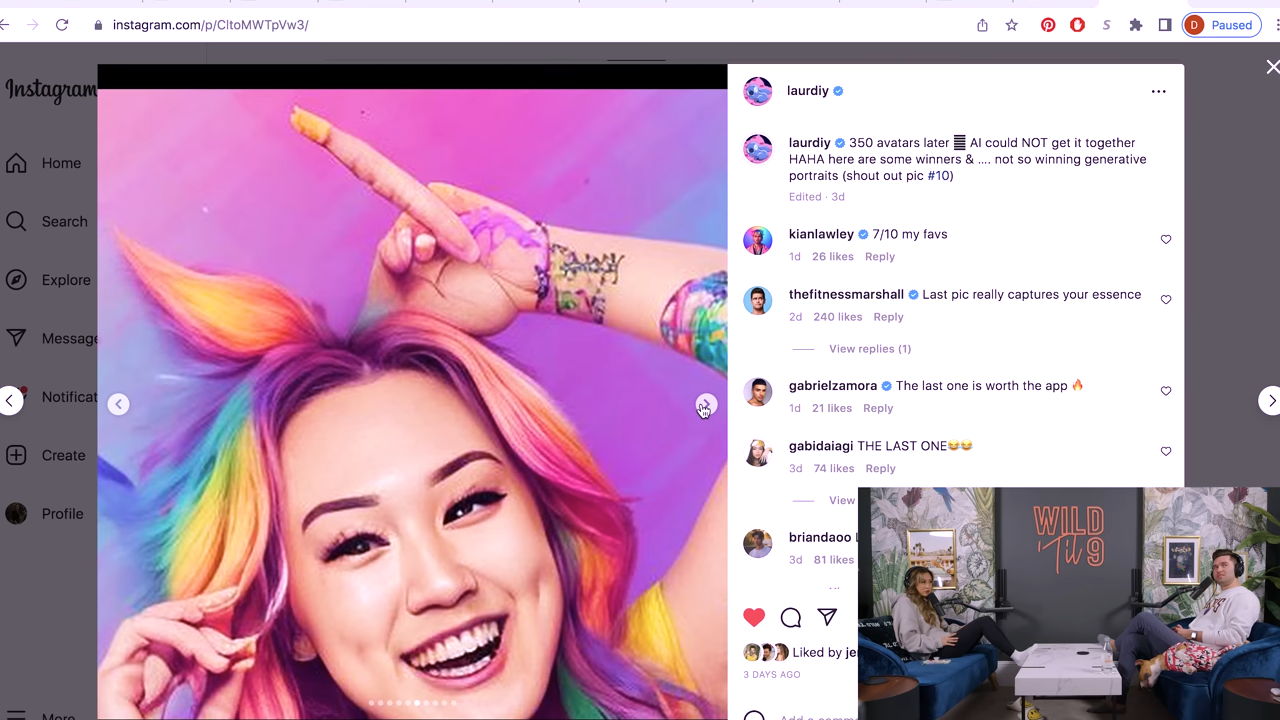 instagram.com/p/CltoMWTpVw3/
S
D
Paused
Instagram
Home
Search
Explore
Message
Notificat
Create
Profile
More
laurdiy
laurdiy 350 avatars later AI could NOT get it together
HAHA here are some winners & .... not so winning generative
portraits (shout out pic #10)
Edited · 3d
kianlawley 7/10 my favs
1d 26 likes Reply
thefitnessmarshall Last pic really captures your essence
2d 240 likes Reply
View replies (1)
gabrielzamora The last one is worth the app 🔥
1d 21 likes Reply
gabidaiagi THE LAST ONE😂😂
3d 74 likes Reply
View
briandaoo
3d 81 likes
Liked by je
3 DAYS AGO
Add a comm
WILD
'Til 9